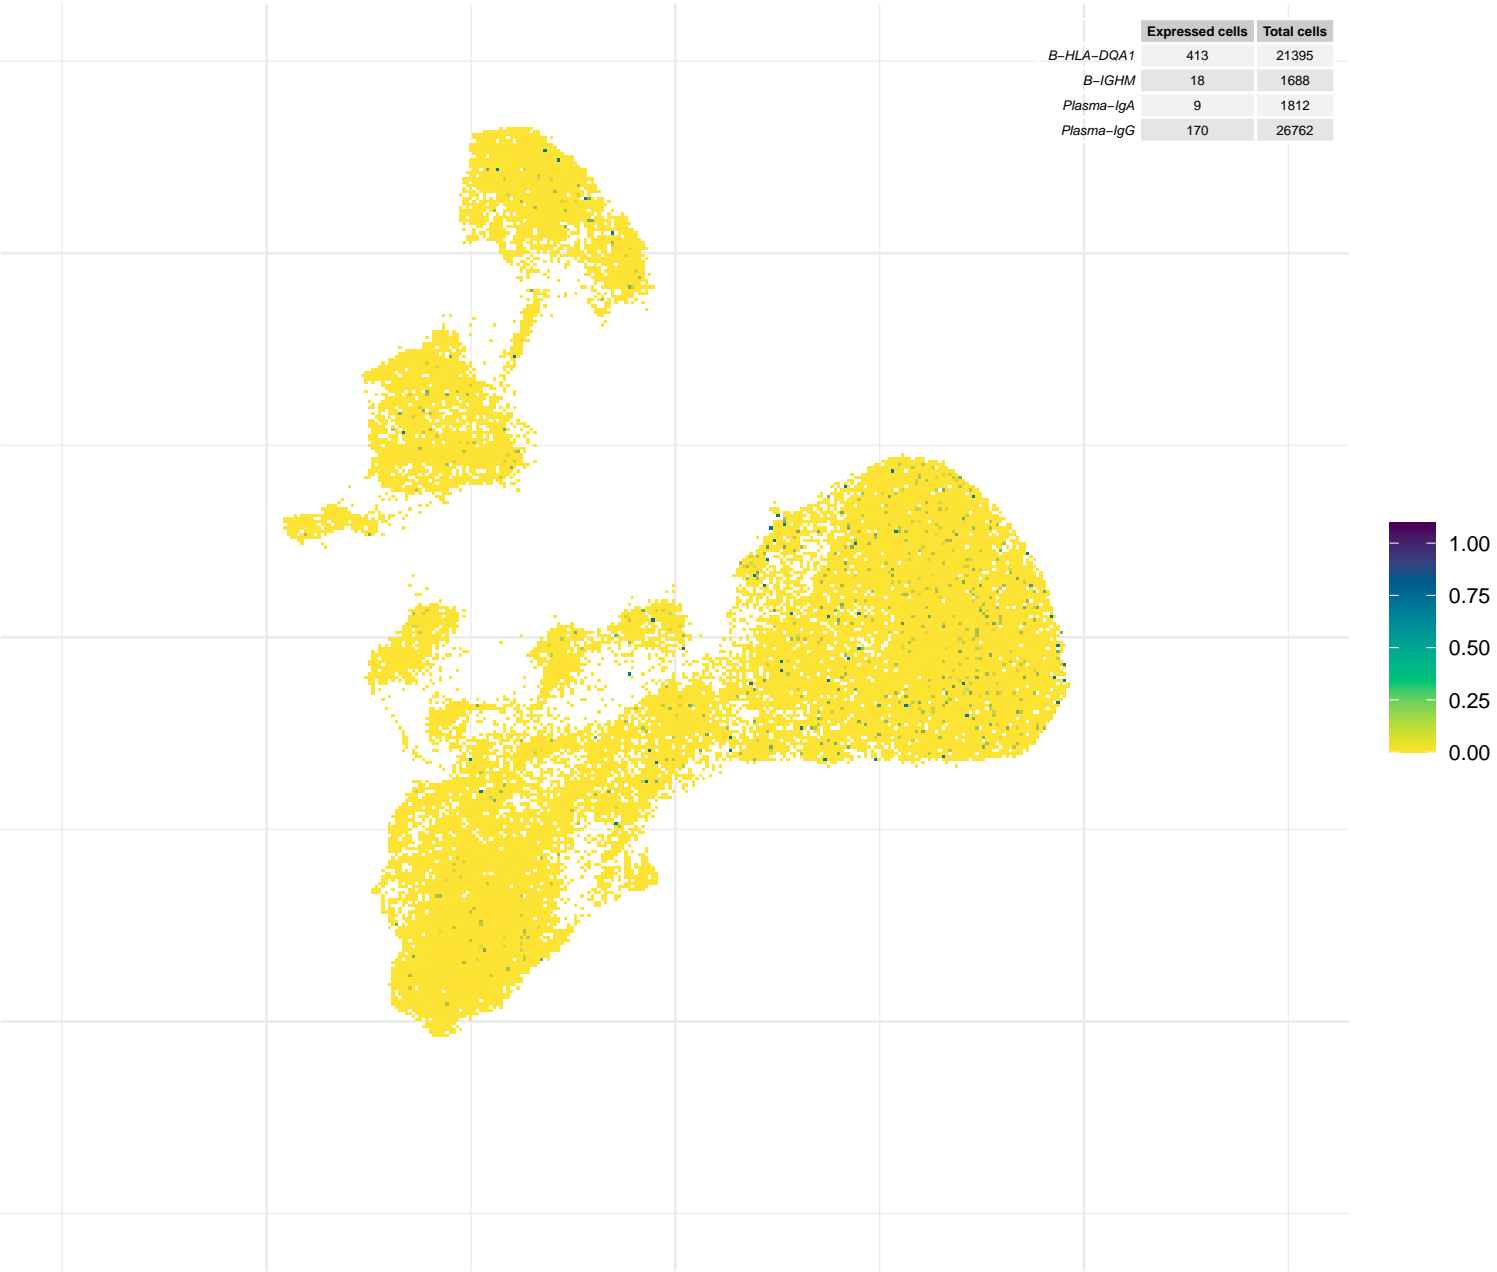 Expressed cells Total cells
B−HLA−DQA1 413 21395
B−IGHM 18 1688
Plasma−IgA 9 1812
Plasma−IgG 170 26762
1.00
0.75
0.50
0.25
0.00